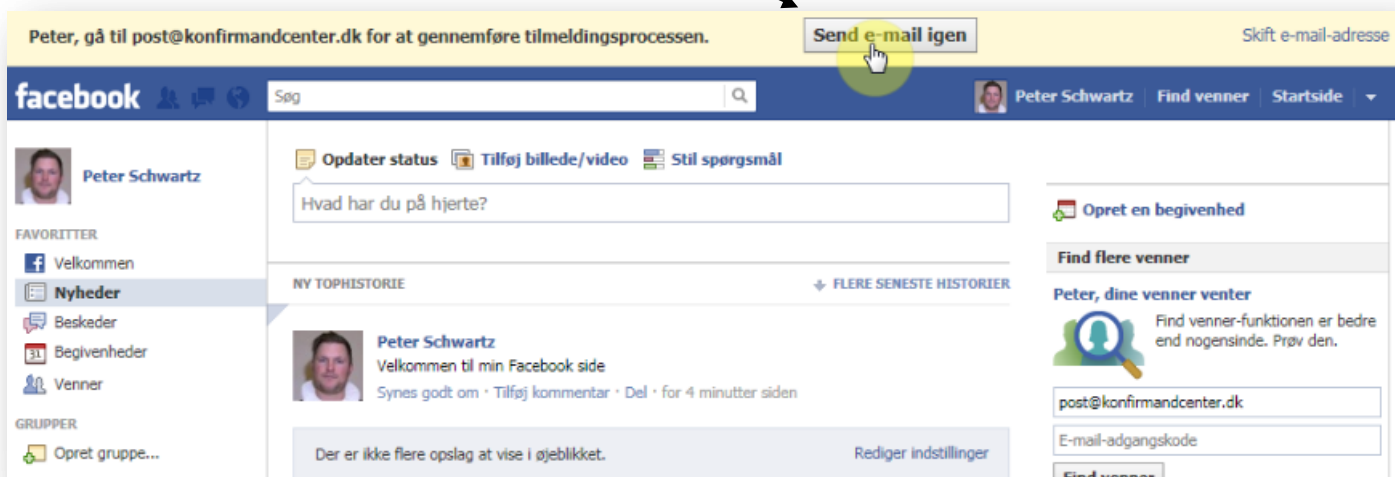 Peter, gå til post@konfirmandcenter.dk for at gennemføre tilmeldingsprocessen.
Send e-mail igen
Skift e-mail-adresse
facebook
Søg
Peter Schwartz
Find venner
Startside
Peter Schwartz
FAVORITTER
Velkommen
Nyheder
Beskeder
31 Begivenheder
Venner
GRUPPER
Opret gruppe...
Opdater status
Tilføj billede/video
Stil spørgsmål
Hvad har du på hjerte?
NY TOPHISTORIE
FLERE SENESTE HISTORIER
Peter Schwartz
Velkommen til min Facebook side
Synes godt om · Tilføj kommentar · Del · for 4 minutter siden
Der er ikke flere opslag at vise i øjeblikket.
Rediger indstillinger
Opret en begivenhed
Find flere venner
Peter, dine venner venter
Find venner-funktionen er bedre
end nogensinde. Prøv den.
post@konfirmandcenter.dk
E-mail-adgangskode
Find venner